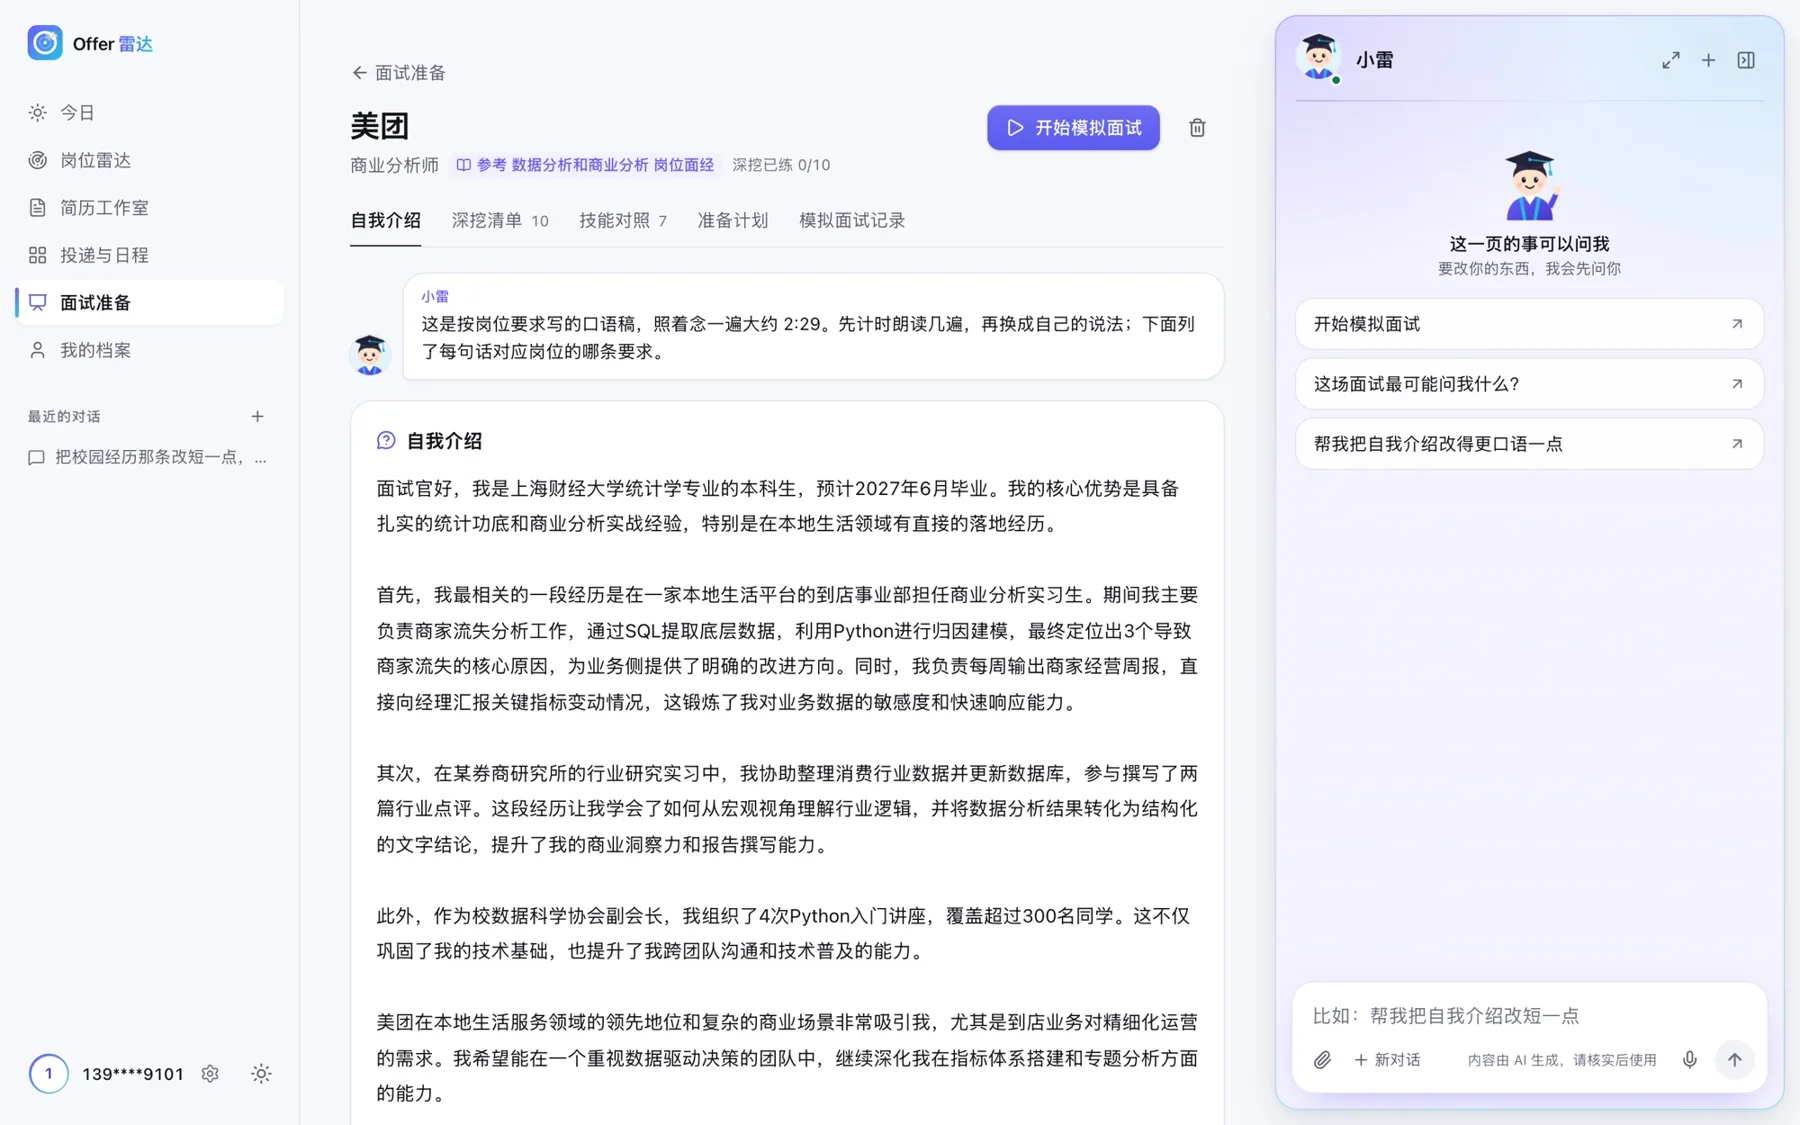 Offer 雷达
今日
岗位雷达
简历工作室
投递与日程
面试准备
我的档案
最近的对话
把校园经历那条改短一点，...
1
139****9101
面试准备
美团
开始模拟面试
商业分析师
参考 数据分析和商业分析 岗位面经
深挖已练 0/10
自我介绍
深挖清单 10
技能对照 7
准备计划
模拟面试记录
小雷
这是按岗位要求写的口语稿，照着念一遍大约 2:29。先计时朗读几遍，再换成自己的说法；下面列
了每句话对应岗位的哪条要求。
自我介绍
面试官好，我是上海财经大学统计学专业的本科生，预计2027年6月毕业。我的核心优势是具备
扎实的统计功底和商业分析实战经验，特别是在本地生活领域有直接的落地经历。
首先，我最相关的一段经历是在一家本地生活平台的到店事业部担任商业分析实习生。期间我主要
负责商家流失分析工作，通过SQL提取底层数据，利用Python进行归因建模，最终定位出3个导致
商家流失的核心原因，为业务侧提供了明确的改进方向。同时，我负责每周输出商家经营周报，直
接向经理汇报关键指标变动情况，这锻炼了我对业务数据的敏感度和快速响应能力。
其次，在某券商研究所的行业研究实习中，我协助整理消费行业数据并更新数据库，参与撰写了两
篇行业点评。这段经历让我学会了如何从宏观视角理解行业逻辑，并将数据分析结果转化为结构化
的文字结论，提升了我的商业洞察力和报告撰写能力。
此外，作为校数据科学协会副会长，我组织了4次Python入门讲座，覆盖超过300名同学。这不仅
巩固了我的技术基础，也提升了我跨团队沟通和技术普及的能力。
美团在本地生活服务领域的领先地位和复杂的商业场景非常吸引我，尤其是到店业务对精细化运营
的需求。我希望能在一个重视数据驱动决策的团队中，继续深化我在指标体系搭建和专题分析方面
的能力。
小雷
这一页的事可以问我
要改你的东西，我会先问你
开始模拟面试
这场面试最可能问我什么？
帮我把自我介绍改得更口语一点
比如：帮我把自我介绍改短一点
新对话
内容由 AI 生成，请核实后使用